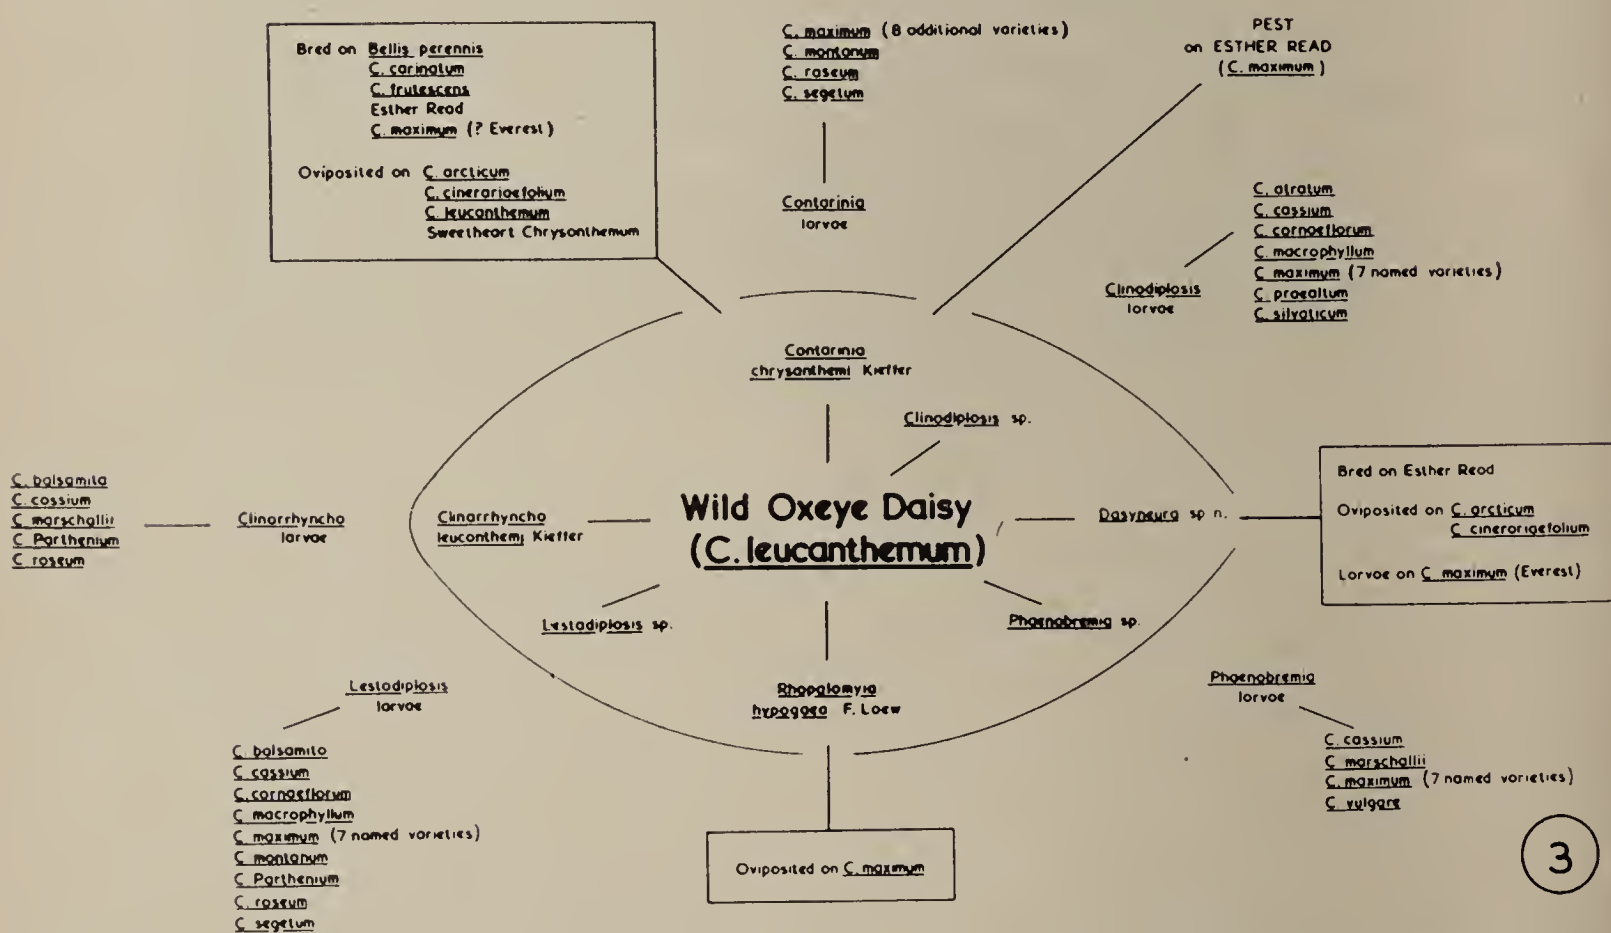 Bred on Bellis perennis
C. carinatum
C. frutescens
Esther Read
C. maximum (? Everest)
Oviposited on C. arcticum
C. cinerariaefolium
C. leucanthemum
Sweetheart Chrysanthemum
C. maximum (8 additional varieties)
C. montanum
C. roseum
C. segetum
Contarinia
larvae
PEST
on ESTHER READ
(C. maximum)
C. atratum
C. cassium
C. cornaeflorum
C. macrophyllum
C. maximum (7 named varieties)
C. praealtum
C. silvaticum
Clinodiplosis
larvae
Contarinia
chrysanthemi Kieffer
Clinodiplosis sp.
C. balsamita
C. cossium
C. marschallii
C. Parthenium
C. roseum
Clinorrhyncha
larvae
Clinorrhyncha
leucanthemi Kieffer
Wild Oxeye Daisy
(C. leucanthemum)
Dasyneura sp n.
Bred on Esther Read
Oviposited on C. arcticum
C. cinerariaefolium
Larvae on C. maximum (Everest)
Lestodiplosis sp.
Phaenobremia sp.
Rhopalomyia
hypogaea F. Loew
Lestodiplosis
larvae
C. balsamita
C. cassium
C. cornaeflorum
C. macrophyllum
C. maximum (7 named varieties)
C. montanum
C. Parthenium
C. roseum
C. segetum
Oviposited on C. maximum
Phaenobremia
larvae
C. cassium
C. marschallii
C. maximum (7 named varieties)
C. vulgare
3